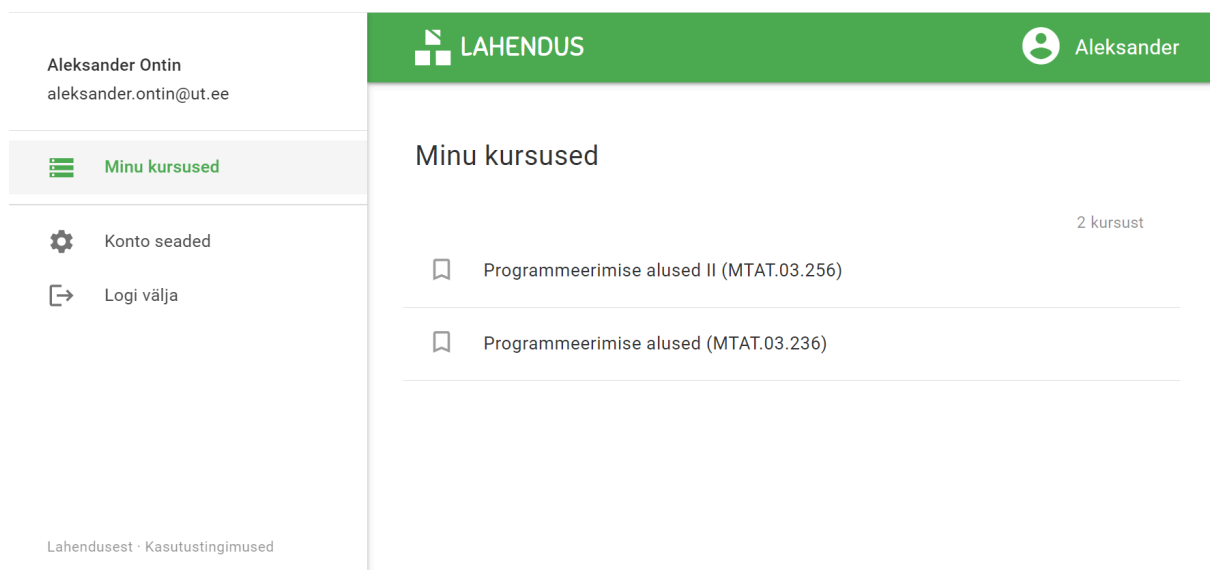 Aleksander Ontin
aleksander.ontin@ut.ee
Minu kursused
Konto seaded
Logi välja
Lahendusest · Kasutustingimused
LAHENDUS
Aleksander
Minu kursused
2 kursust
Programmeerimise alused II (MTAT.03.256)
Programmeerimise alused (MTAT.03.236)